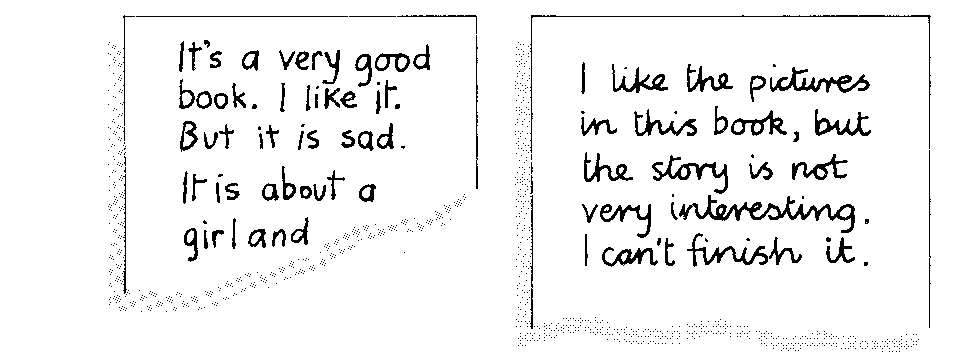 It's a very good
book. I like it.
But it is sad.
It is about a
girl and
I like the pictures
in this book, but
the story is not
very interesting.
I can't finish it.